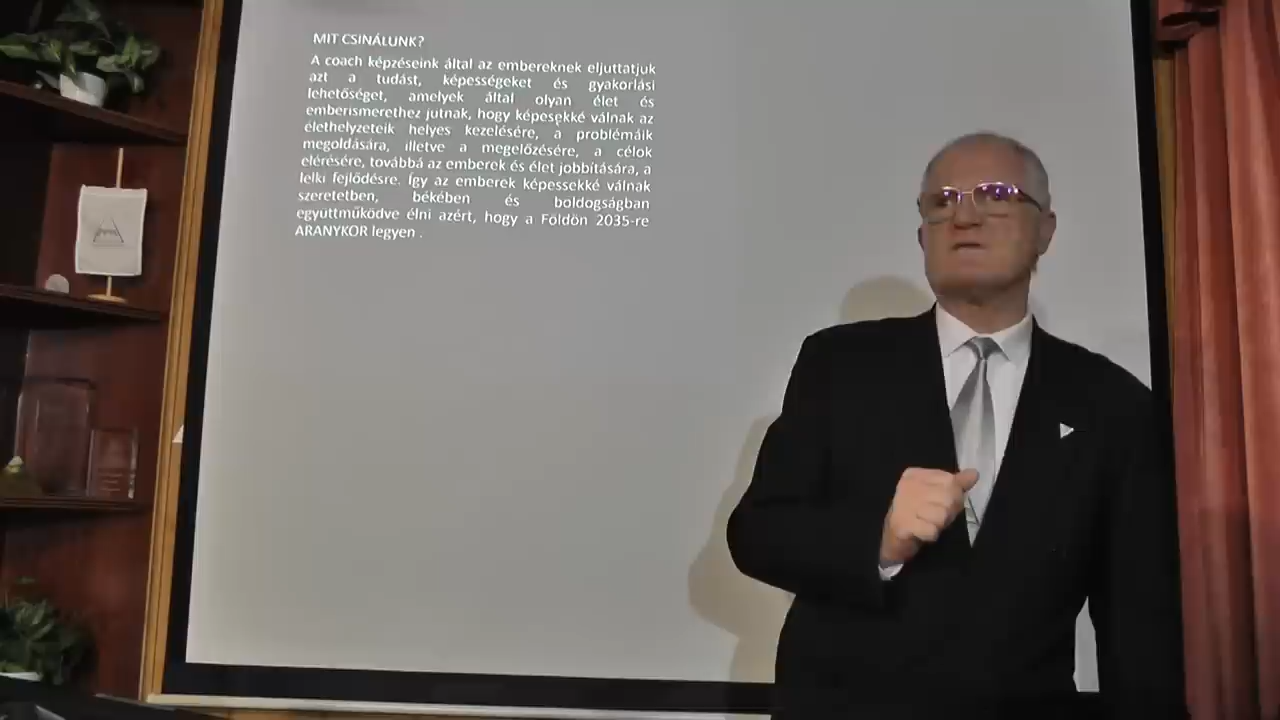 MIT CSINÁLUNK?
A coach képzéseink által az embereknek eljuttatjuk
azt a tudást, képességeket és gyakorlási
lehetőséget, amelyek által olyan élet és
emberismerethez jutnak, hogy képesekké válnak az
élethelyzeteik helyes kezelésére, a problémáik
megoldására, illetve a megelőzésére, a célok
elérésére, továbbá az emberek és élet jobbítására, a
lelki fejlődésre. Így az emberek képessekké válnak
szeretetben, békében és boldogságban
együttműködve élni azért, hogy a Földön 2035-re
ARANYKOR legyen .